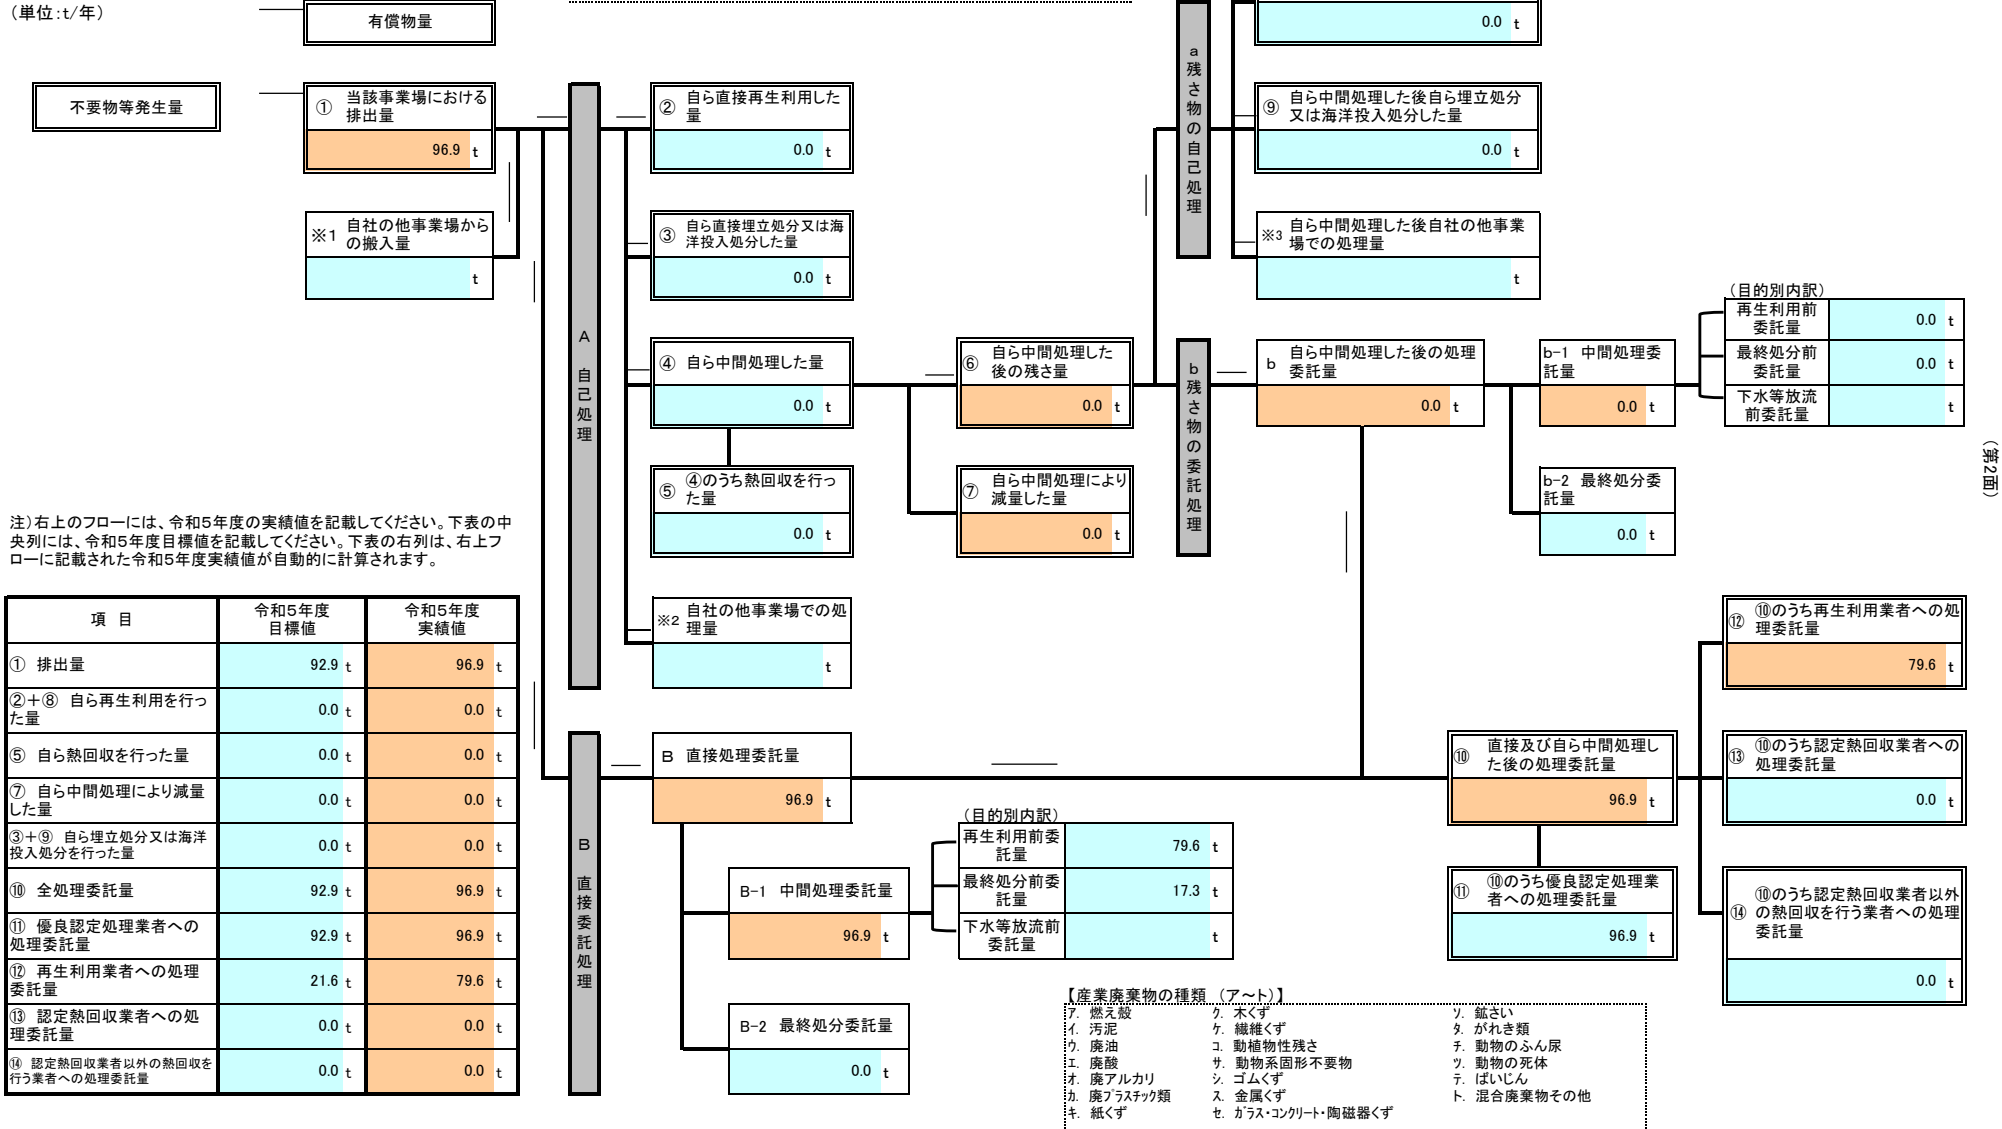 （単位：t/年）
有償物量
不要物等発生量
① 当該事業場における
排出量
96.9 t
※1 自社の他事業場から
の搬入量
t
A 自己処理
② 自ら直接再生利用した
量
0.0 t
③ 自ら直接埋立処分又は海
洋投入処分した量
0.0 t
④ 自ら中間処理した量
0.0 t
⑤ ④のうち熱回収を行っ
た量
0.0 t
※2 自社の他事業場での処
理量
t
⑥ 自ら中間処理した
後の残さ量
0.0 t
⑦ 自ら中間処理により
減量した量
0.0 t
a 残さ物の自己処理
0.0 t
⑨ 自ら中間処理した後自ら埋立処分
又は海洋投入処分した量
0.0 t
※3 自ら中間処理した後自社の他事業
場での処理量
t
b 残さ物の委託処理
b 自ら中間処理した後の処理
委託量
0.0 t
b-1 中間処理委
託量
0.0 t
b-2 最終処分委
託量
0.0 t
（目的別内訳）
再生利用前
委託量
0.0 t
最終処分前
委託量
0.0 t
下水等放流
前委託量
t
（第2面）
注）右上のフローには、令和5年度の実績値を記載してください。下表の中
央列には、令和5年度目標値を記載してください。下表の右列は、右上フ
ローに記載された令和5年度実績値が自動的に計算されます。
項 目
令和5年度
目標値
令和5年度
実績値
① 排出量 92.9 t 96.9 t
②＋⑧ 自ら再生利用を行っ
た量
0.0 t 0.0 t
⑤ 自ら熱回収を行った量 0.0 t 0.0 t
⑦ 自ら中間処理により減量
した量
0.0 t 0.0 t
③＋⑨ 自ら埋立処分又は海洋
投入処分を行った量
0.0 t 0.0 t
⑩ 全処理委託量 92.9 t 96.9 t
⑪ 優良認定処理業者への
処理委託量
92.9 t 96.9 t
⑫ 再生利用業者への処理
委託量
21.6 t 79.6 t
⑬ 認定熱回収業者への処
理委託量
0.0 t 0.0 t
⑭ 認定熱回収業者以外の熱回収を
行う業者への処理委託量
0.0 t 0.0 t
B 直接委託処理
B 直接処理委託量
96.9 t
B-1 中間処理委託量
96.9 t
B-2 最終処分委託量
0.0 t
（目的別内訳）
再生利用前委
託量
79.6 t
最終処分前委
託量
17.3 t
下水等放流前
委託量
t
⑩ 直接及び自ら中間処理し
た後の処理委託量
96.9 t
⑪ ⑩のうち優良認定処理業
者への処理委託量
96.9 t
⑫ ⑩のうち再生利用業者への処
理委託量
79.6 t
⑬ ⑩のうち認定熱回収業者への
処理委託量
0.0 t
⑭ ⑩のうち認定熱回収業者以外
の熱回収を行う業者への処理
委託量
0.0 t
【産業廃棄物の種類 （ア～ト）】
ア. 燃え殻 ク. 木くず ソ. 鉱さい
イ. 汚泥 ケ. 繊維くず タ. がれき類
ウ. 廃油 コ. 動植物性残さ チ. 動物のふん尿
エ. 廃酸 サ. 動物系固形不要物 ツ. 動物の死体
オ. 廃アルカリ シ. ゴムくず テ. ばいじん
カ. 廃プラスチック類 ス. 金属くず ト. 混合廃棄物その他
キ. 紙くず セ. ガラス・コンクリート・陶磁器くず